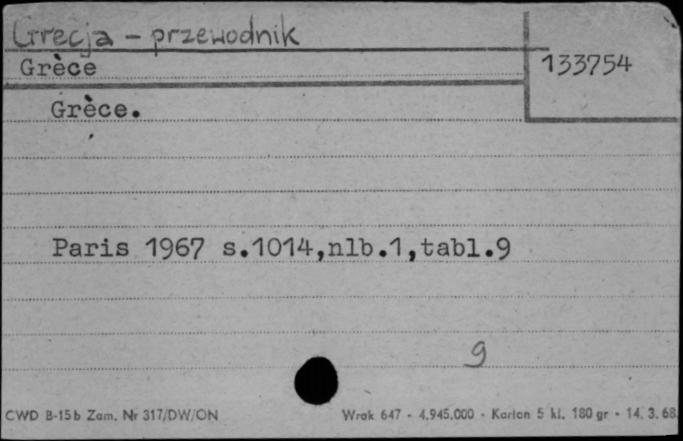 Grecja - przewodnik
Grèce
133754
Grèce.
Paris 1967 s.1014,nlb.1,tabl.9
9
CWD B-15b Zam. Nr 317/DW/ON
Wrok 647 - 4.945.000 - Karton 5 kl. 180 gr - 14. 3. 68